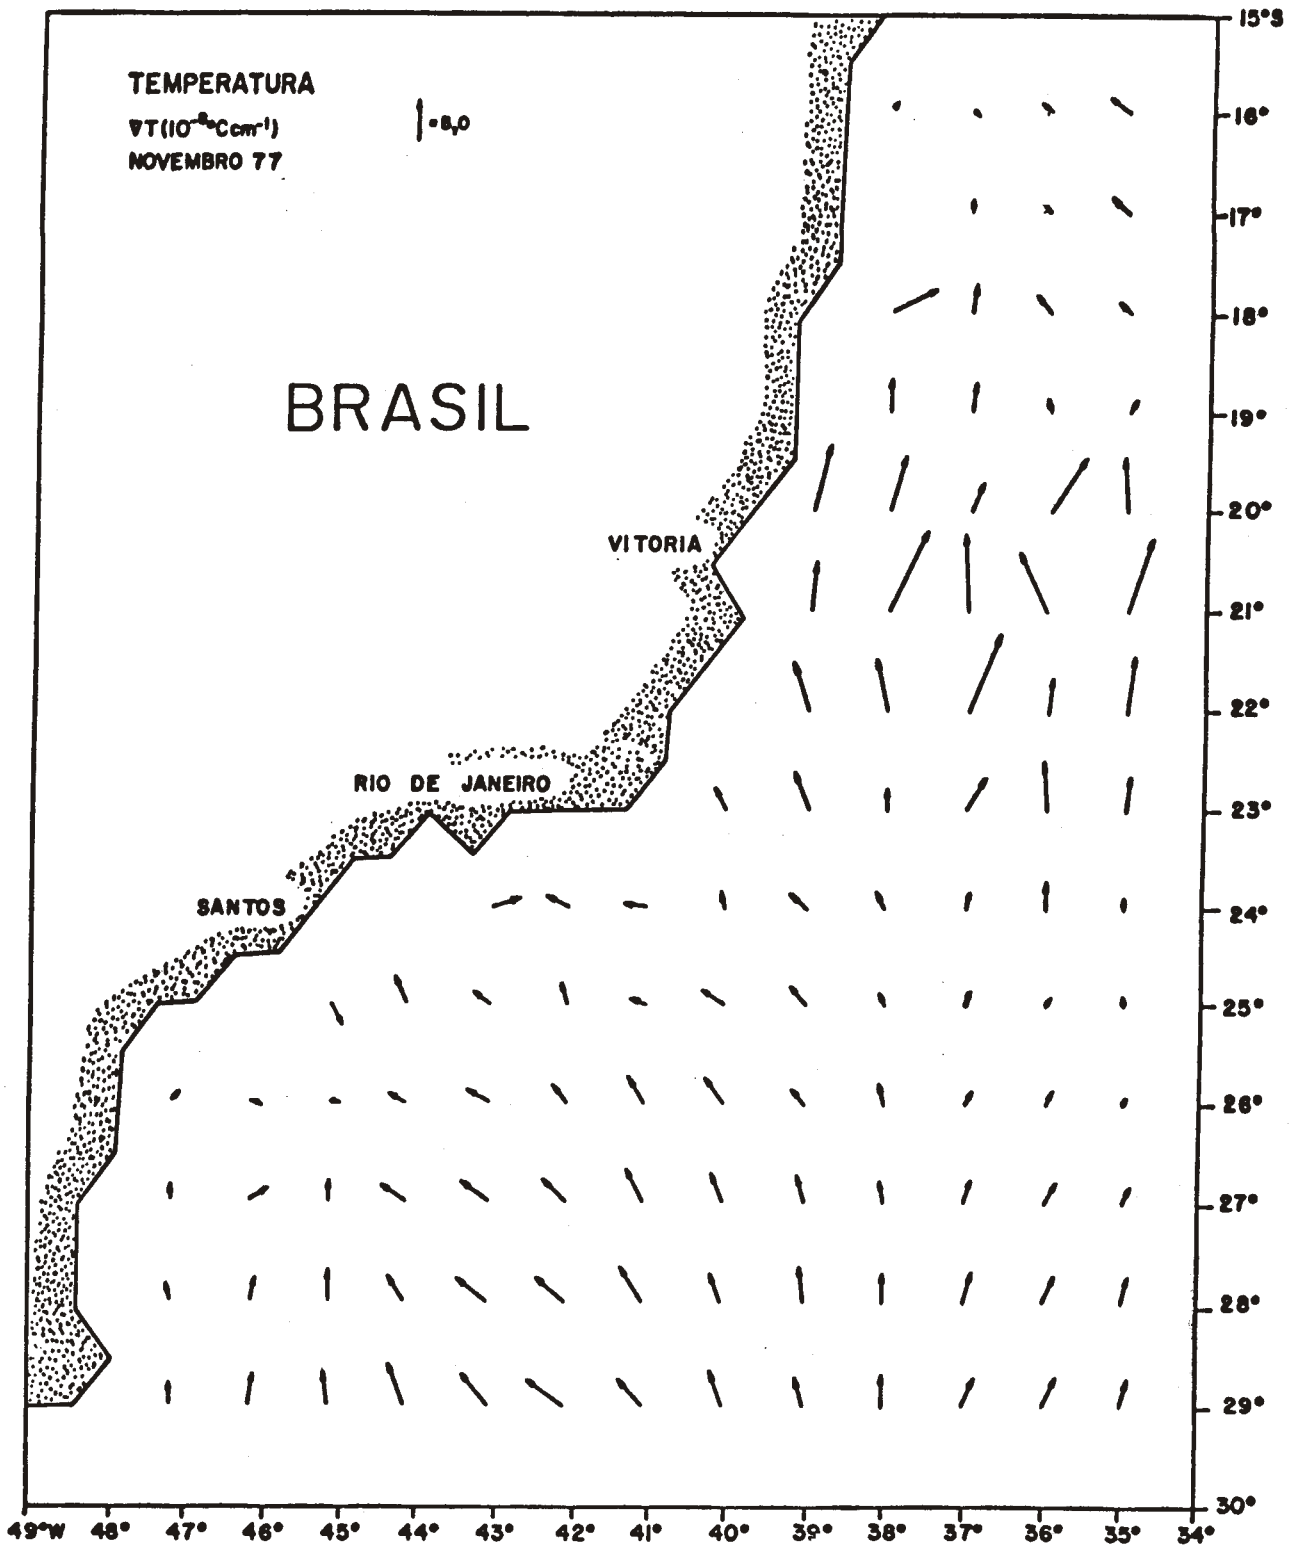 15°S
TEMPERATURA
∇T(10⁻⁸°Ccm⁻¹)
=8,0
16°
NOVEMBRO 77
17°
18°
BRASIL
19°
20°
VITORIA
21°
22°
RIO DE JANEIRO
23°
SANTOS
24°
25°
26°
27°
28°
29°
30°
49°W 48° 47° 46° 45° 44° 43° 42° 41° 40° 39° 38° 37° 36° 35° 34°